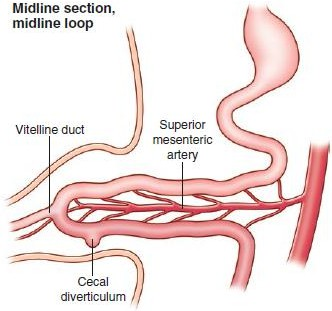 Midline section,
midline loop
Vitelline duct
Superior
mesenteric
artery
Cecal
diverticulum